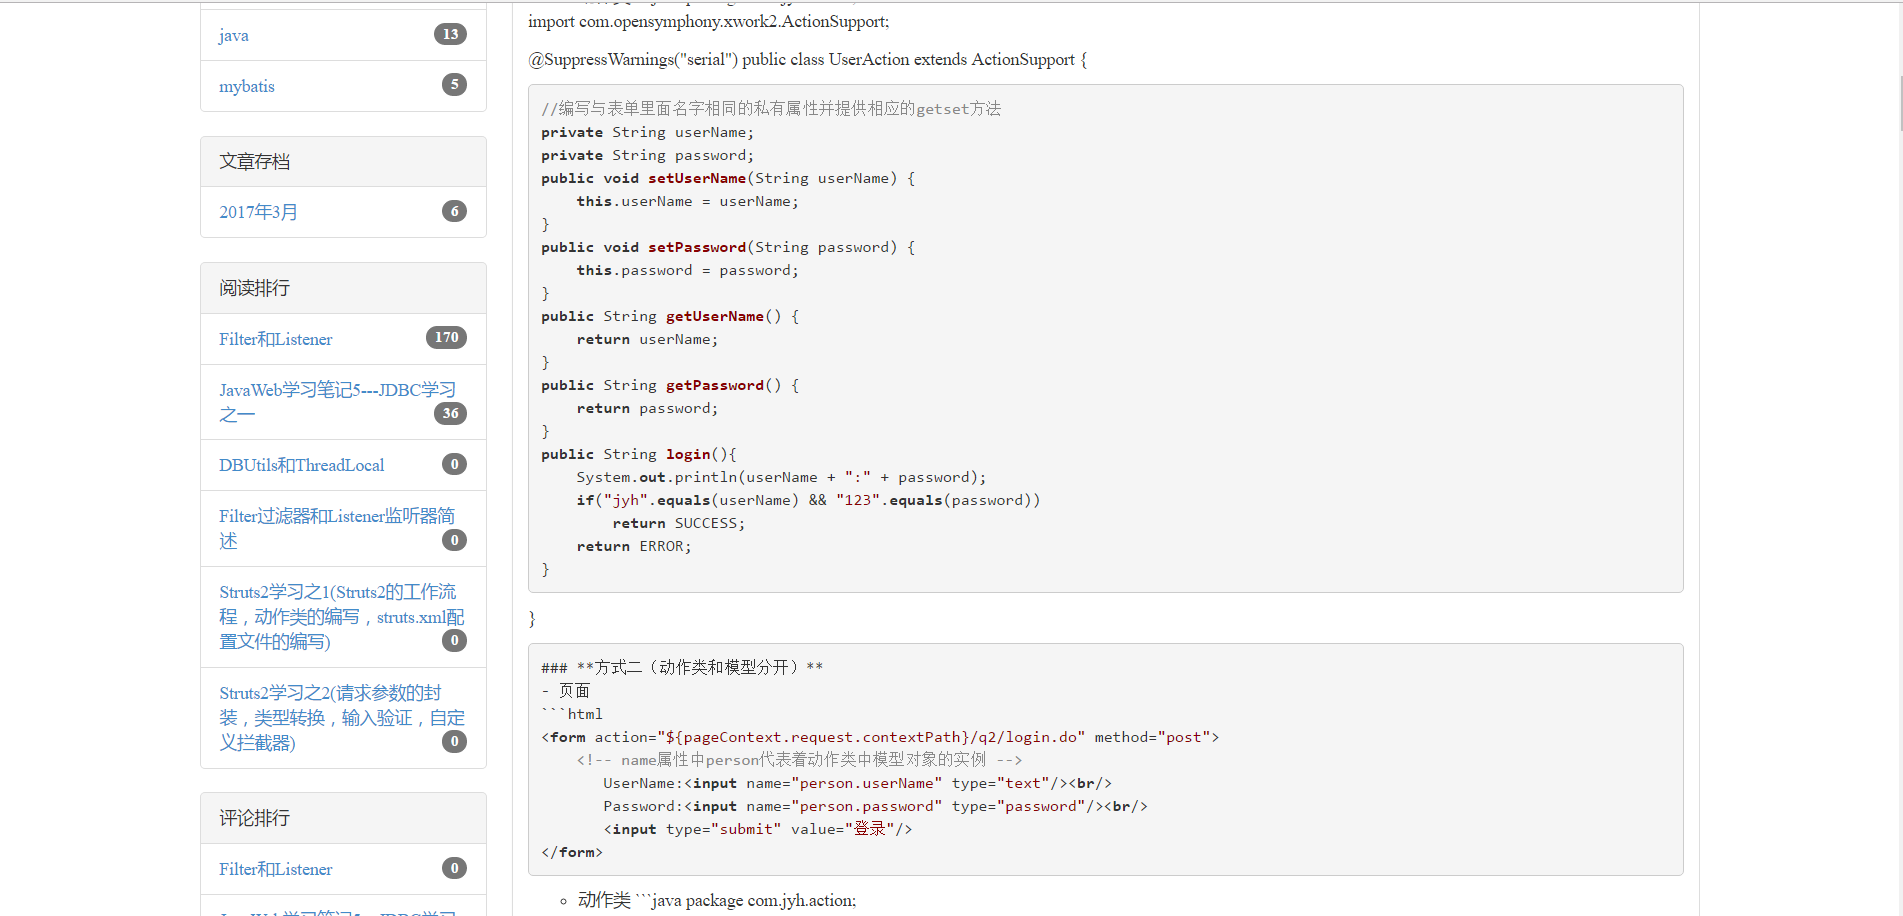 java 13
mybatis 5
文章存档
2017年3月 6
阅读排行
Filter和Listener 170
JavaWeb学习笔记5---JDBC学习
之一 36
DBUtils和ThreadLocal 0
Filter过滤器和Listener监听器简
述 0
Struts2学习之1(Struts2的工作流
程，动作类的编写，struts.xml配
置文件的编写) 0
Struts2学习之2(请求参数的封
装，类型转换，输入验证，自定
义拦截器) 0
评论排行
Filter和Listener 0
import com.opensymphony.xwork2.ActionSupport;
@SuppressWarnings("serial") public class UserAction extends ActionSupport {
//编写与表单里面名字相同的私有属性并提供相应的getset方法
private String userName;
private String password;
public void setUserName(String userName) {
    this.userName = userName;
}
public void setPassword(String password) {
    this.password = password;
}
public String getUserName() {
    return userName;
}
public String getPassword() {
    return password;
}
public String login(){
    System.out.println(userName + ":" + password);
    if("jyh".equals(userName) && "123".equals(password))
        return SUCCESS;
    return ERROR;
}
}
### **方式二（动作类和模型分开）**
- 页面
```html
<form action="${pageContext.request.contextPath}/q2/login.do" method="post">
    <!-- name属性中person代表着动作类中模型对象的实例 -->
       UserName:<input name="person.userName" type="text"/><br/>
       Password:<input name="person.password" type="password"/><br/>
       <input type="submit" value="登录"/>
</form>
动作类 ```java package com.jyh.action;